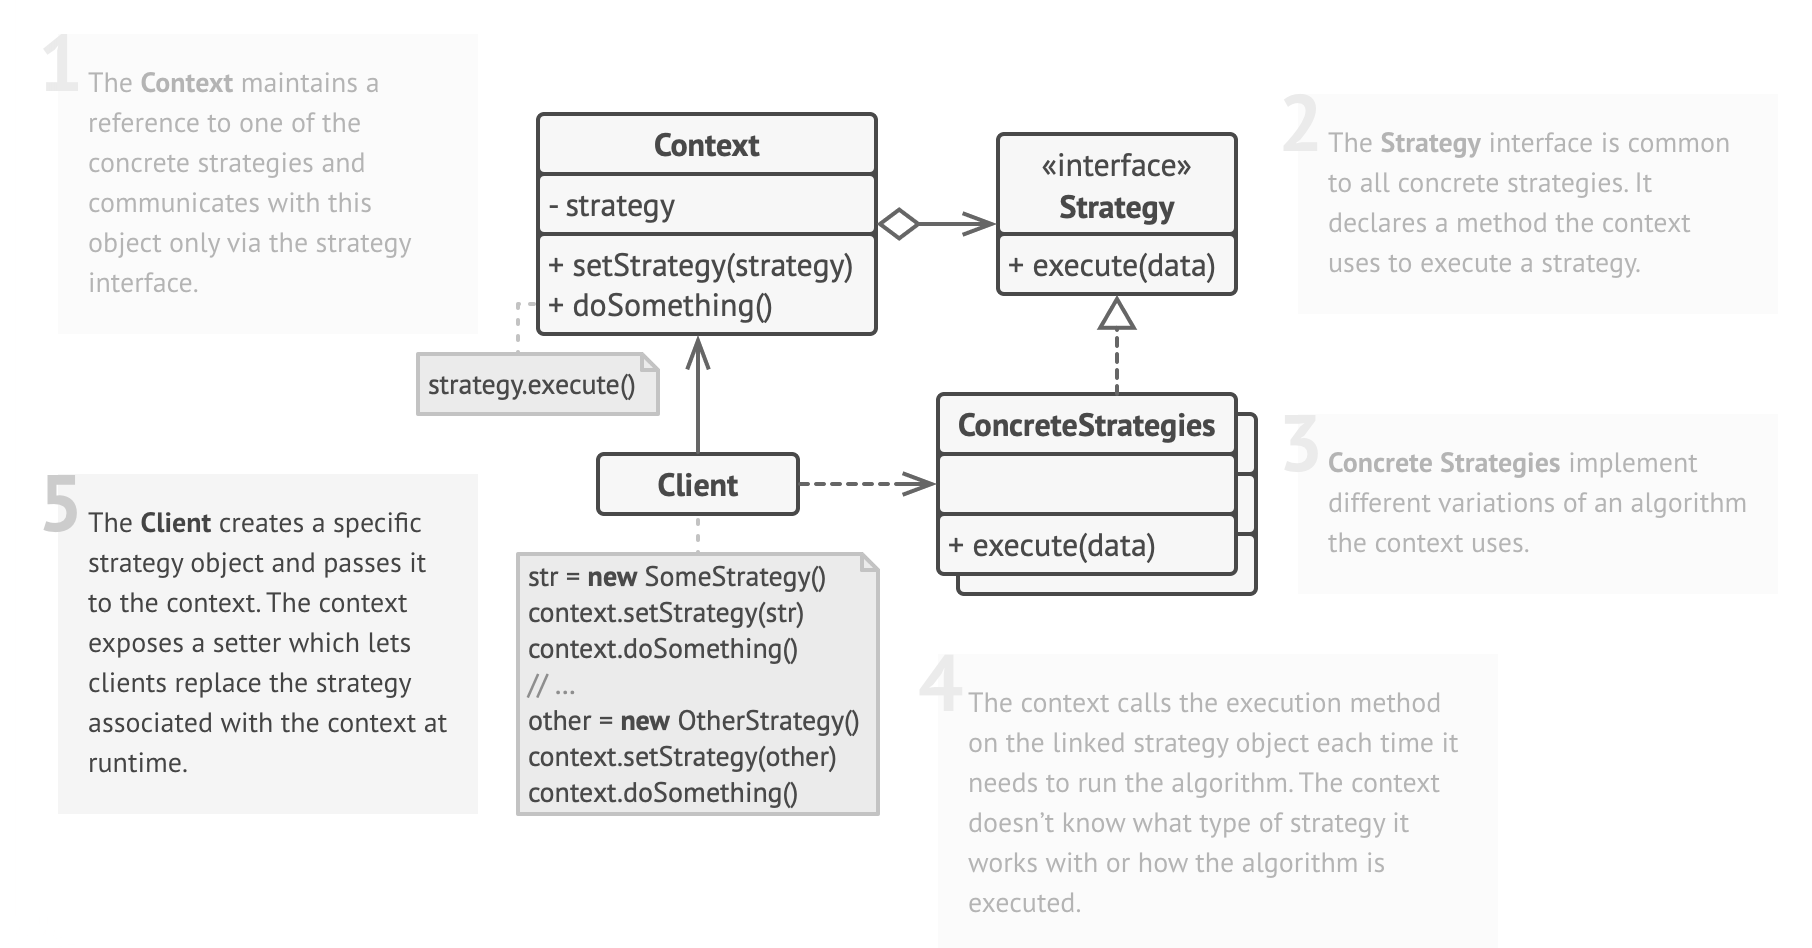 1
The Context maintains a
reference to one of the
concrete strategies and
communicates with this
object only via the strategy
interface.
Context
- strategy
+ setStrategy(strategy)
+ doSomething()
«interface»
Strategy
+ execute(data)
2
The Strategy interface is common
to all concrete strategies. It
declares a method the context
uses to execute a strategy.
strategy.execute()
Client
ConcreteStrategies
+ execute(data)
3
Concrete Strategies implement
different variations of an algorithm
the context uses.
5
The Client creates a specific
strategy object and passes it
to the context. The context
exposes a setter which lets
clients replace the strategy
associated with the context at
runtime.
str = new SomeStrategy()
context.setStrategy(str)
context.doSomething()
// ...
other = new OtherStrategy()
context.setStrategy(other)
context.doSomething()
4
The context calls the execution method
on the linked strategy object each time it
needs to run the algorithm. The context
doesn’t know what type of strategy it
works with or how the algorithm is
executed.